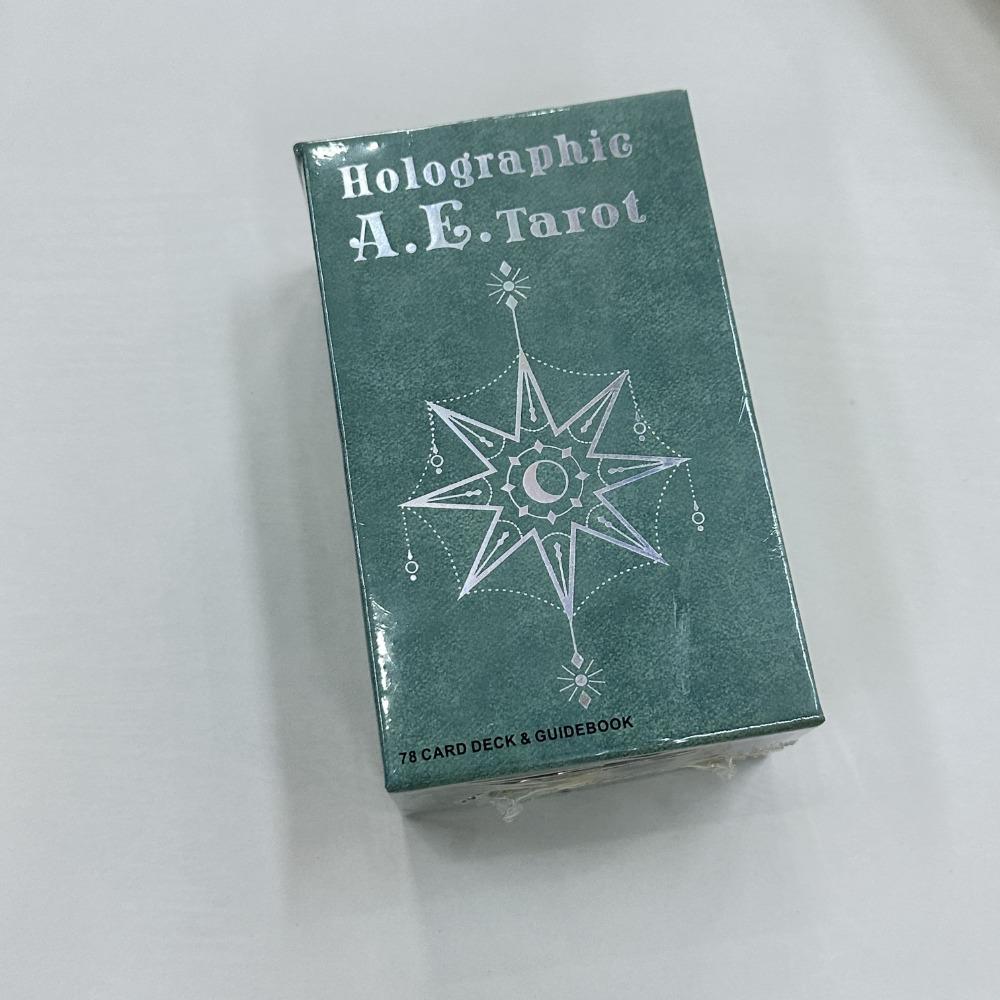 Holographic
A.E. Tarot
78 CARD DECK & GUIDEBOOK